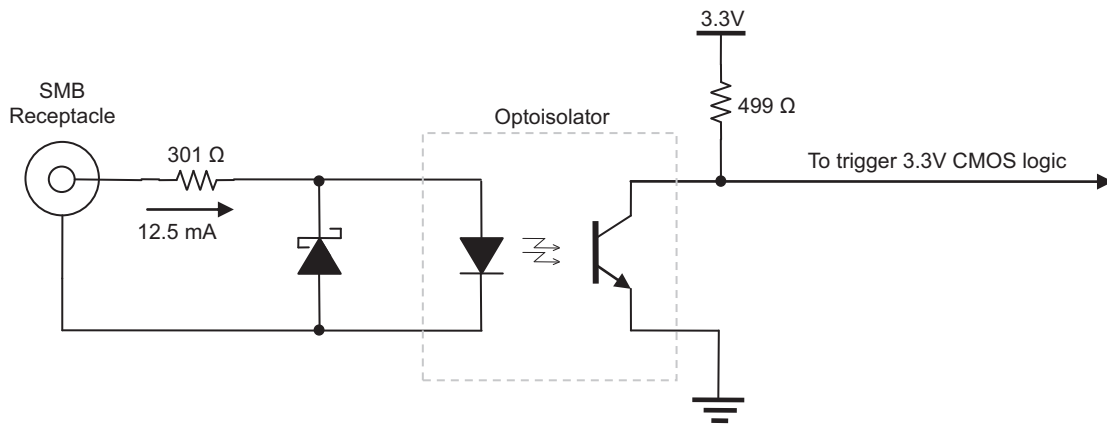 3.3V
SMB
Receptacle
499 Ω
Optoisolator
301 Ω
To trigger 3.3V CMOS logic
12.5 mA